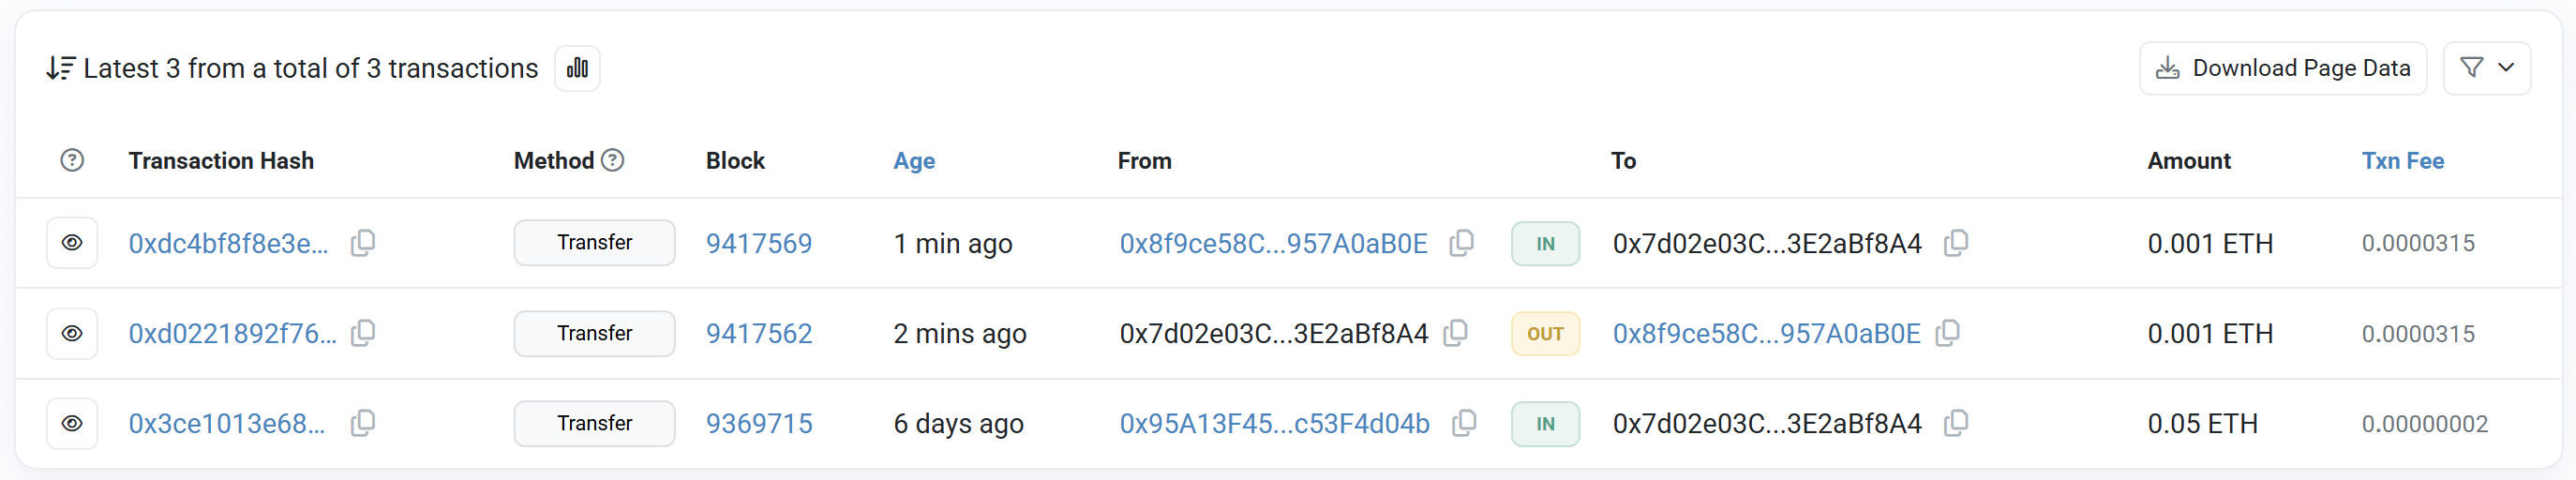 Latest 3 from a total of 3 transactions Download Page Data
Transaction Hash Method Block Age From To Amount Txn Fee
0xdc4bf8f8e3e... Transfer 9417569 1 min ago 0x8f9ce58C...957A0aB0E IN 0x7d02e03C...3E2aBf8A4 0.001 ETH 0.0000315
0xd0221892f76... Transfer 9417562 2 mins ago 0x7d02e03C...3E2aBf8A4 OUT 0x8f9ce58C...957A0aB0E 0.001 ETH 0.0000315
0x3ce1013e68... Transfer 9369715 6 days ago 0x95A13F45...c53F4d04b IN 0x7d02e03C...3E2aBf8A4 0.05 ETH 0.00000002